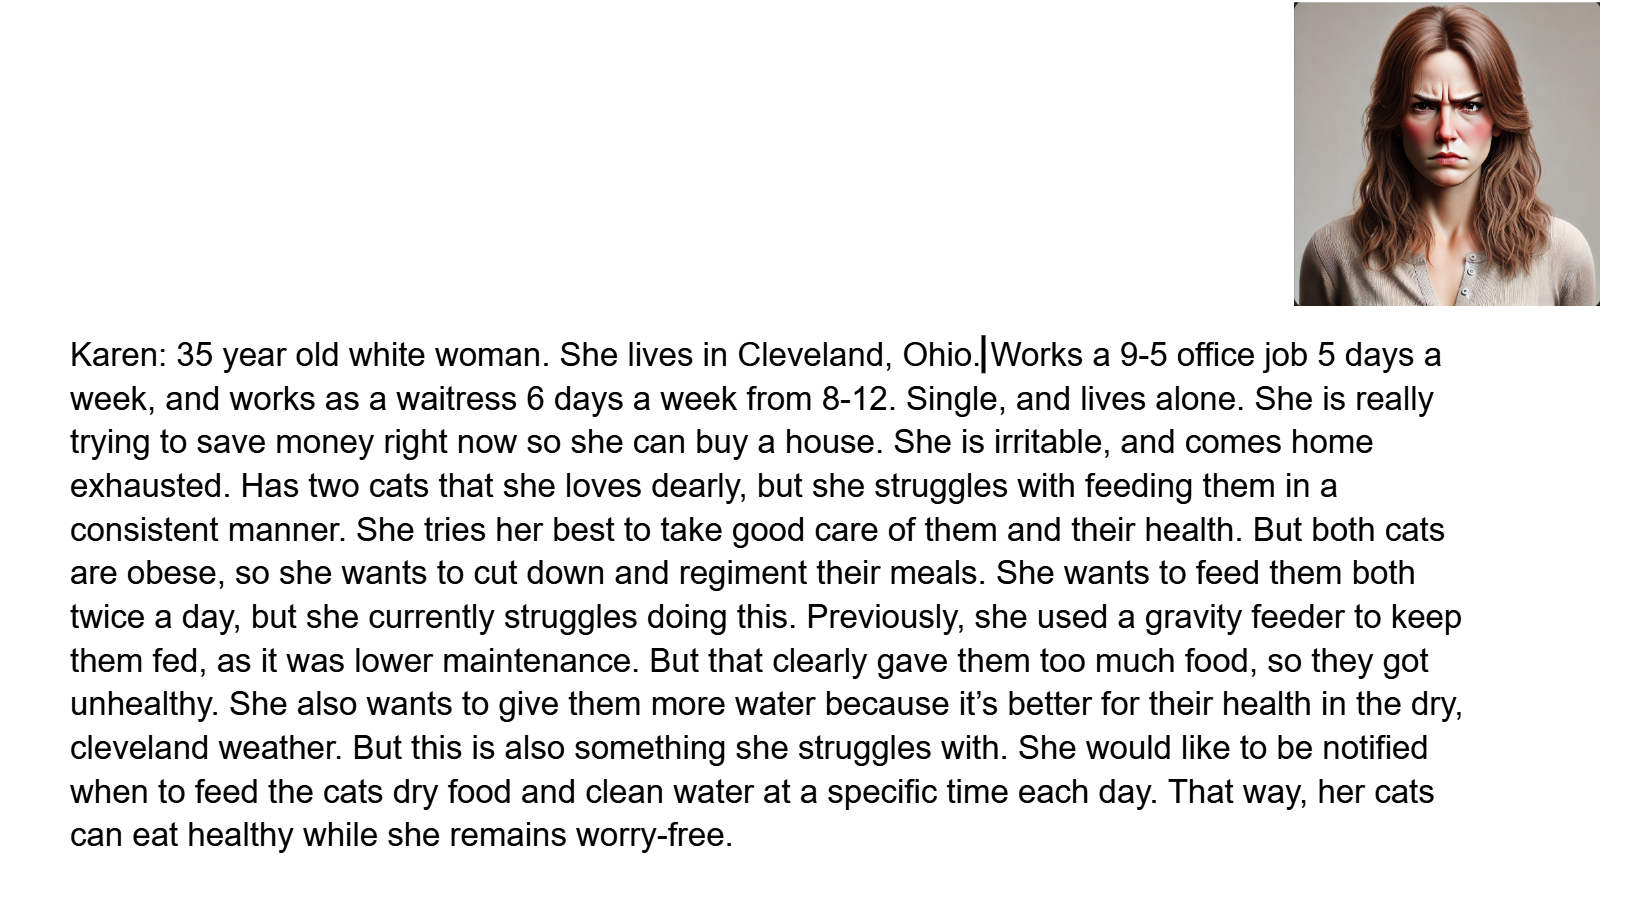 Karen: 35 year old white woman. She lives in Cleveland, Ohio. Works a 9-5 office job 5 days a
week, and works as a waitress 6 days a week from 8-12. Single, and lives alone. She is really
trying to save money right now so she can buy a house. She is irritable, and comes home
exhausted. Has two cats that she loves dearly, but she struggles with feeding them in a
consistent manner. She tries her best to take good care of them and their health. But both cats
are obese, so she wants to cut down and regiment their meals. She wants to feed them both
twice a day, but she currently struggles doing this. Previously, she used a gravity feeder to keep
them fed, as it was lower maintenance. But that clearly gave them too much food, so they got
unhealthy. She also wants to give them more water because it’s better for their health in the dry,
cleveland weather. But this is also something she struggles with. She would like to be notified
when to feed the cats dry food and clean water at a specific time each day. That way, her cats
can eat healthy while she remains worry-free.